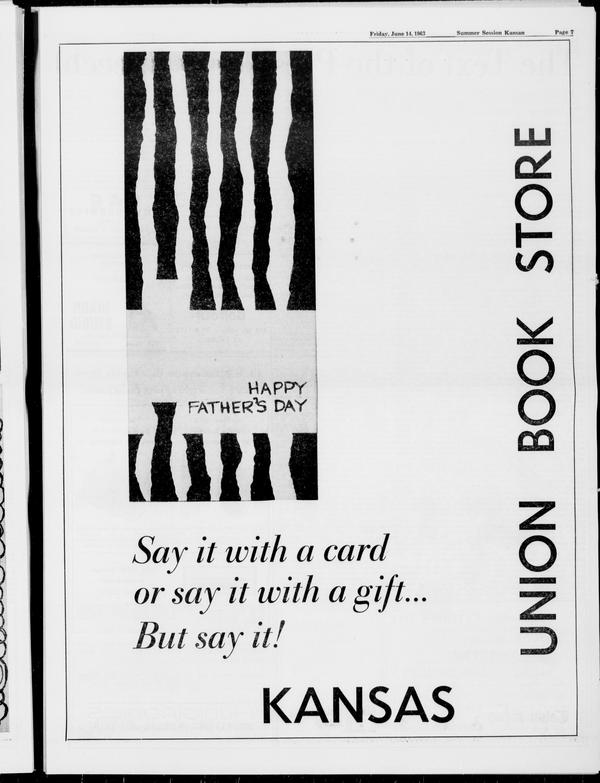 Friday, June 14, 1963 Summer Session Kansan Page 7
HAPPY
FATHER'S DAY
Say it with a card
or say it with a gift...
But say it!
KANSAS
UNION BOOK STORE